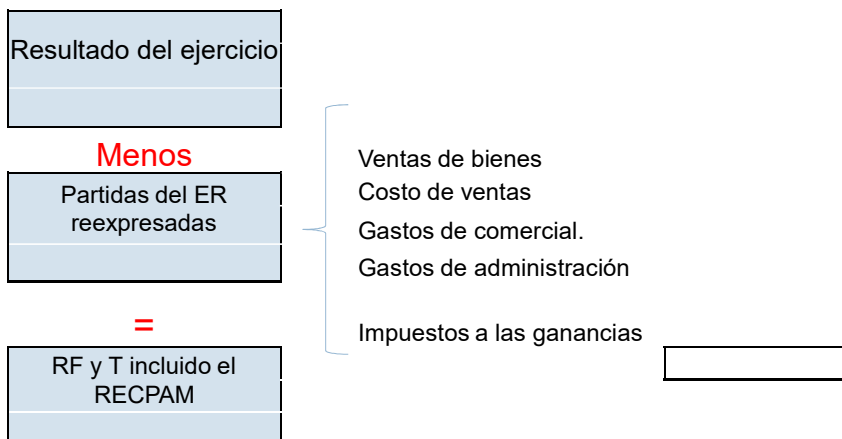 Resultado del ejercicio
Menos
Partidas del ER
reexpresadas
=
RF y T incluido el
RECPAM
Ventas de bienes
Costo de ventas
Gastos de comercial.
Gastos de administración
Impuestos a las ganancias